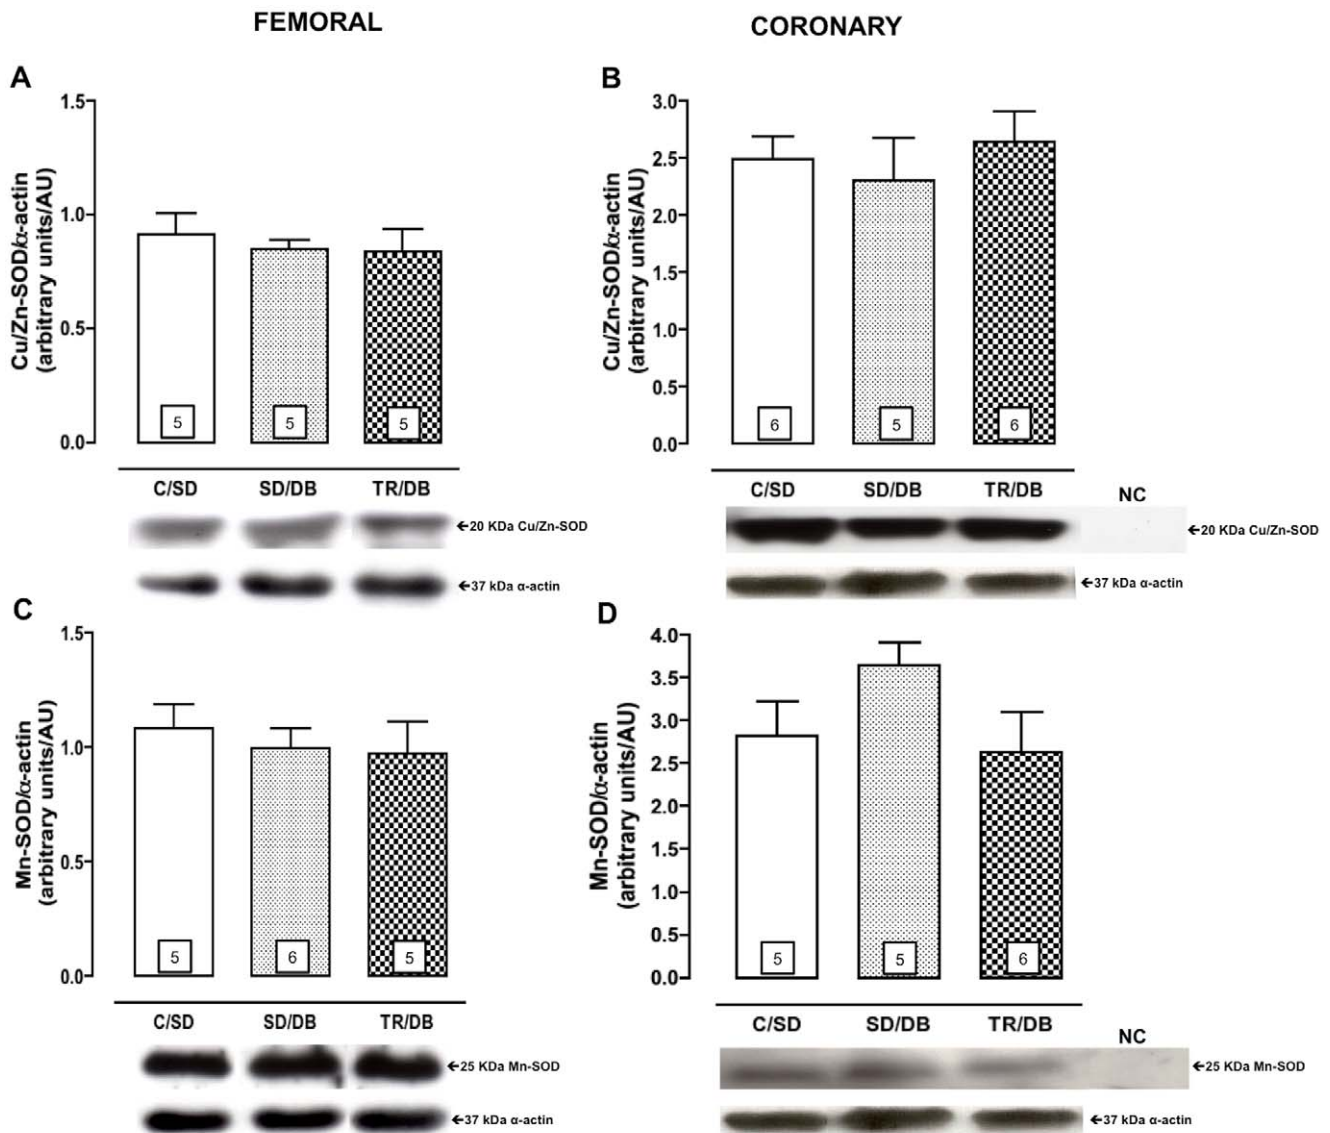 FEMORAL
CORONARY
A
Cu/Zn-SOD/α-actin
(arbitrary units/AU)
1.5
1.0
0.5
0.0
5
5
5
C/SD
SD/DB
TR/DB
←20 KDa Cu/Zn-SOD
←37 kDa α-actin
B
Cu/Zn-SOD/α-actin
(arbitrary units/AU)
3.0
2.5
2.0
1.5
1.0
0.5
0.0
6
5
6
C/SD
SD/DB
TR/DB
NC
←20 KDa Cu/Zn-SOD
←37 kDa α-actin
C
Mn-SOD/α-actin
(arbitrary units/AU)
1.5
1.0
0.5
0.0
5
6
5
C/SD
SD/DB
TR/DB
←25 KDa Mn-SOD
←37 kDa α-actin
D
Mn-SOD/α-actin
(arbitrary units/AU)
4.0
3.5
3.0
2.5
2.0
1.5
1.0
0.5
0.0
5
5
6
C/SD
SD/DB
TR/DB
NC
←25 KDa Mn-SOD
←37 kDa α-actin